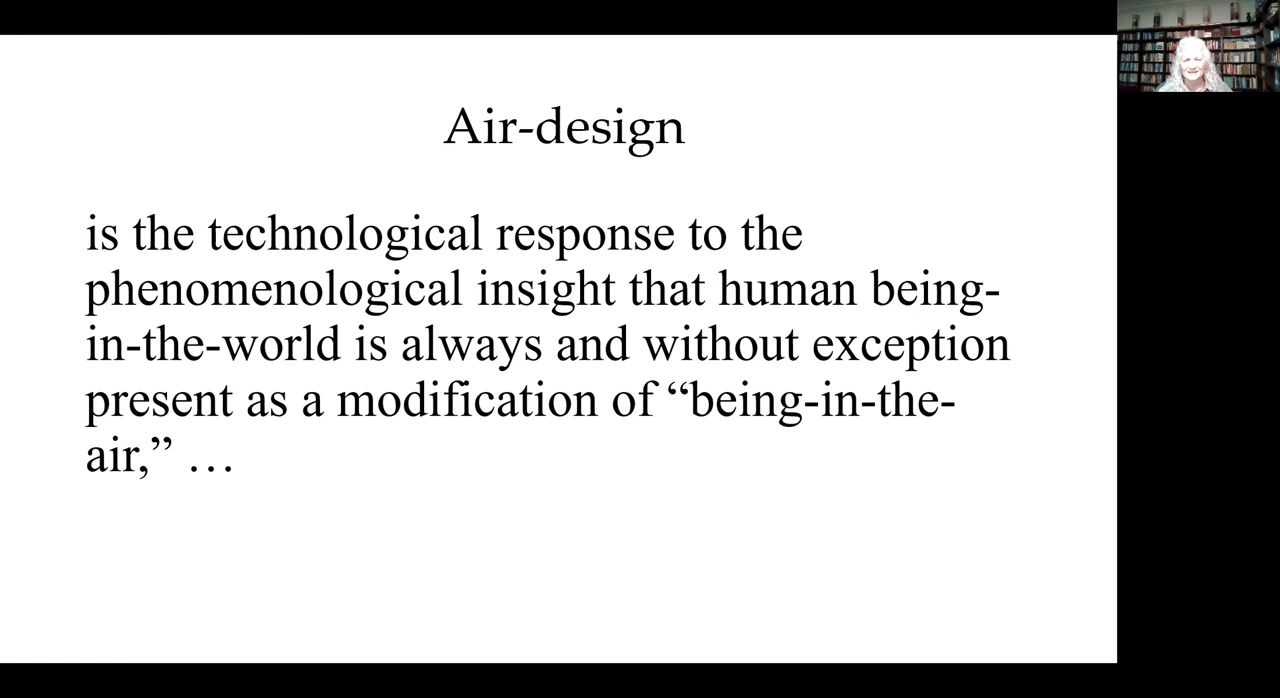 Air-design
is the technological response to the
phenomenological insight that human being-
in-the-world is always and without exception
present as a modification of “being-in-the-
air,” …